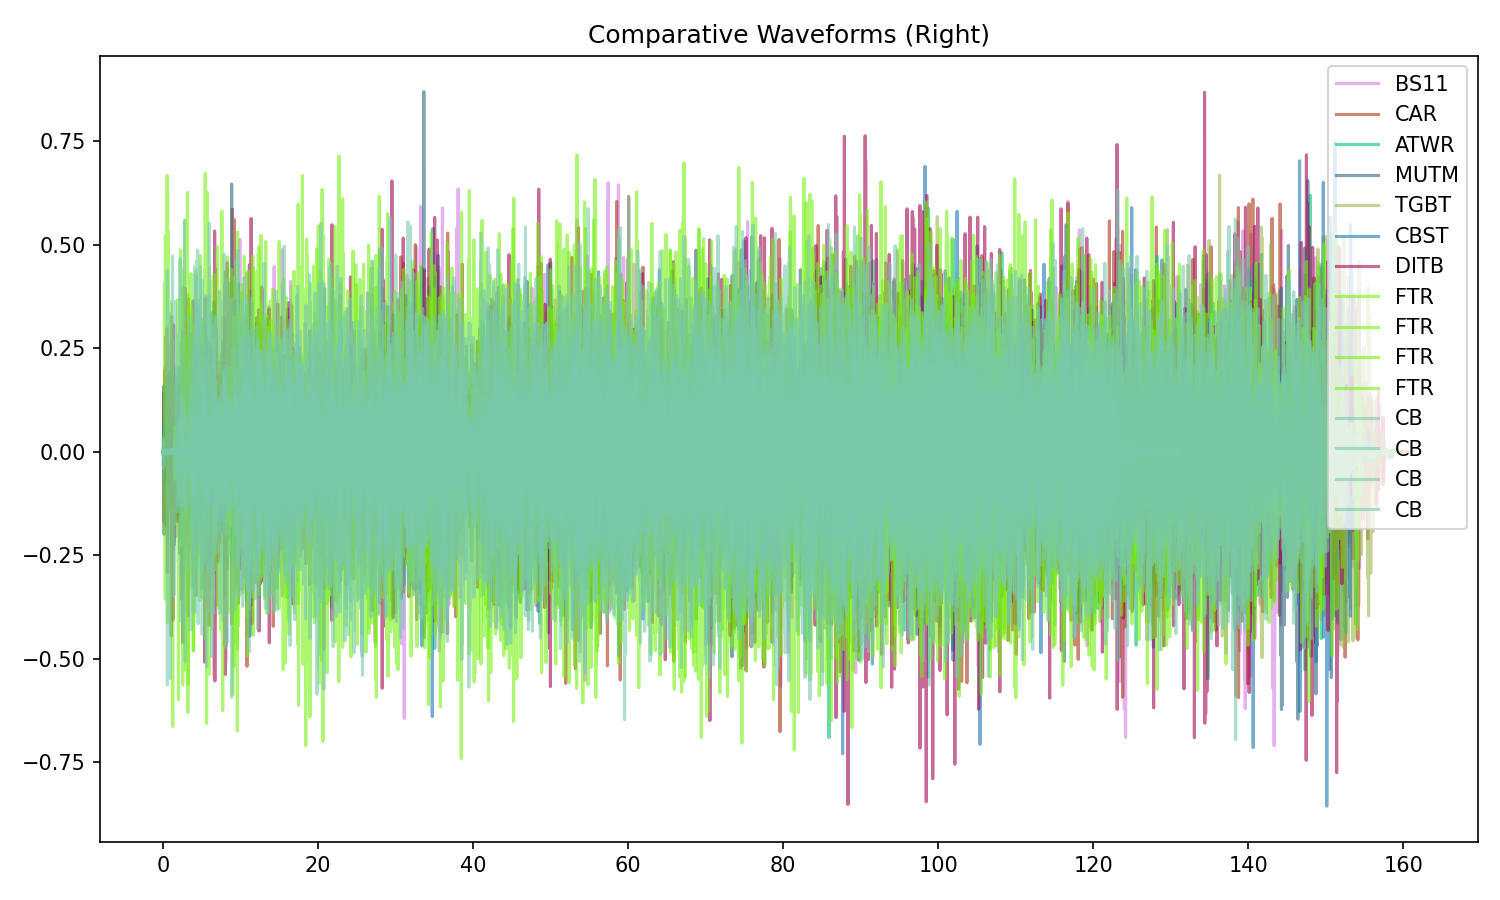 Comparative Waveforms (Right)
BS11
CAR
ATWR
MUTM
TGBT
CBST
DITB
FTR
FTR
FTR
FTR
CB
CB
CB
CB
0.75
0.50
0.25
0.00
−0.25
−0.50
−0.75
0 20 40 60 80 100 120 140 160